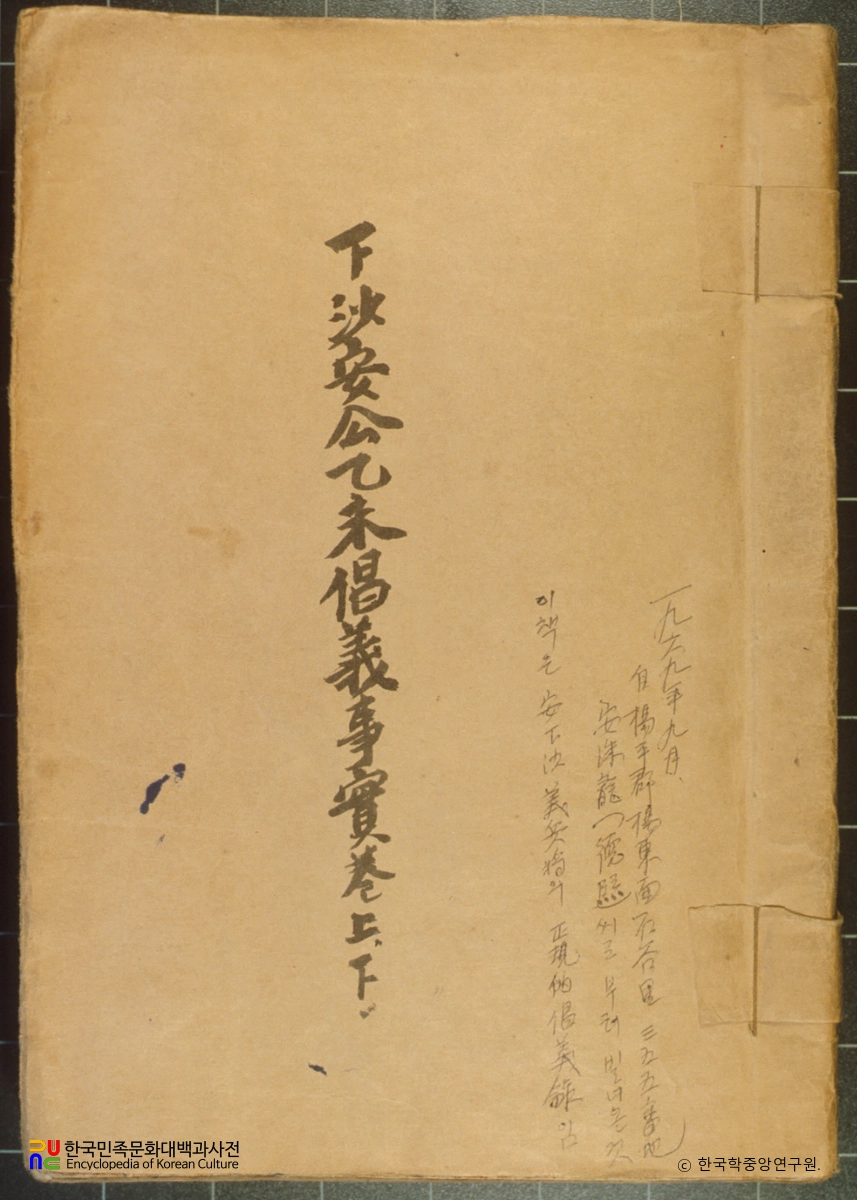 一九六九年九月.
自 楊平郡 楊東面 石谷里 三五五番地
安洙龍 (德熙씨로 부터 빌녀온 것
이 책은 安下沙 義兵將의 正規的 倡義錄임
下沙安公乙未倡義事實卷上、下
한국민족문화대백과사전
Encyclopedia of Korean Culture
© 한국학중앙연구원.